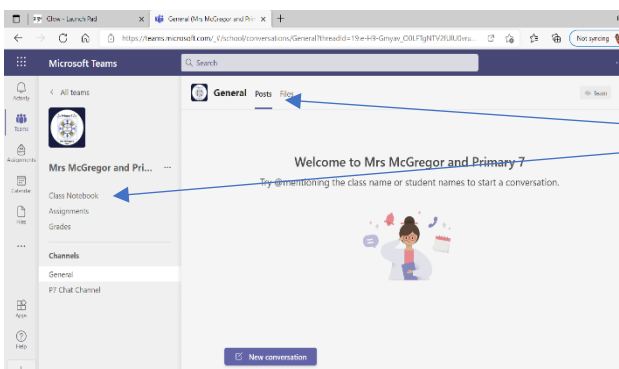 Glow - Launch Pad
General (Mrs McGregor and Prim
Microsoft Teams
Search
Not syncing
Activity
Teams
Assignments
Calendar
Files
Apps
Help
All teams
Mrs McGregor and Pri... ...
Class Notebook
Assignments
Grades
Channels
General
P7 Chat Channel
General Posts Files
Team
Welcome to Mrs McGregor and Primary 7
Try @mentioning the class name or student names to start a conversation.
New conversation